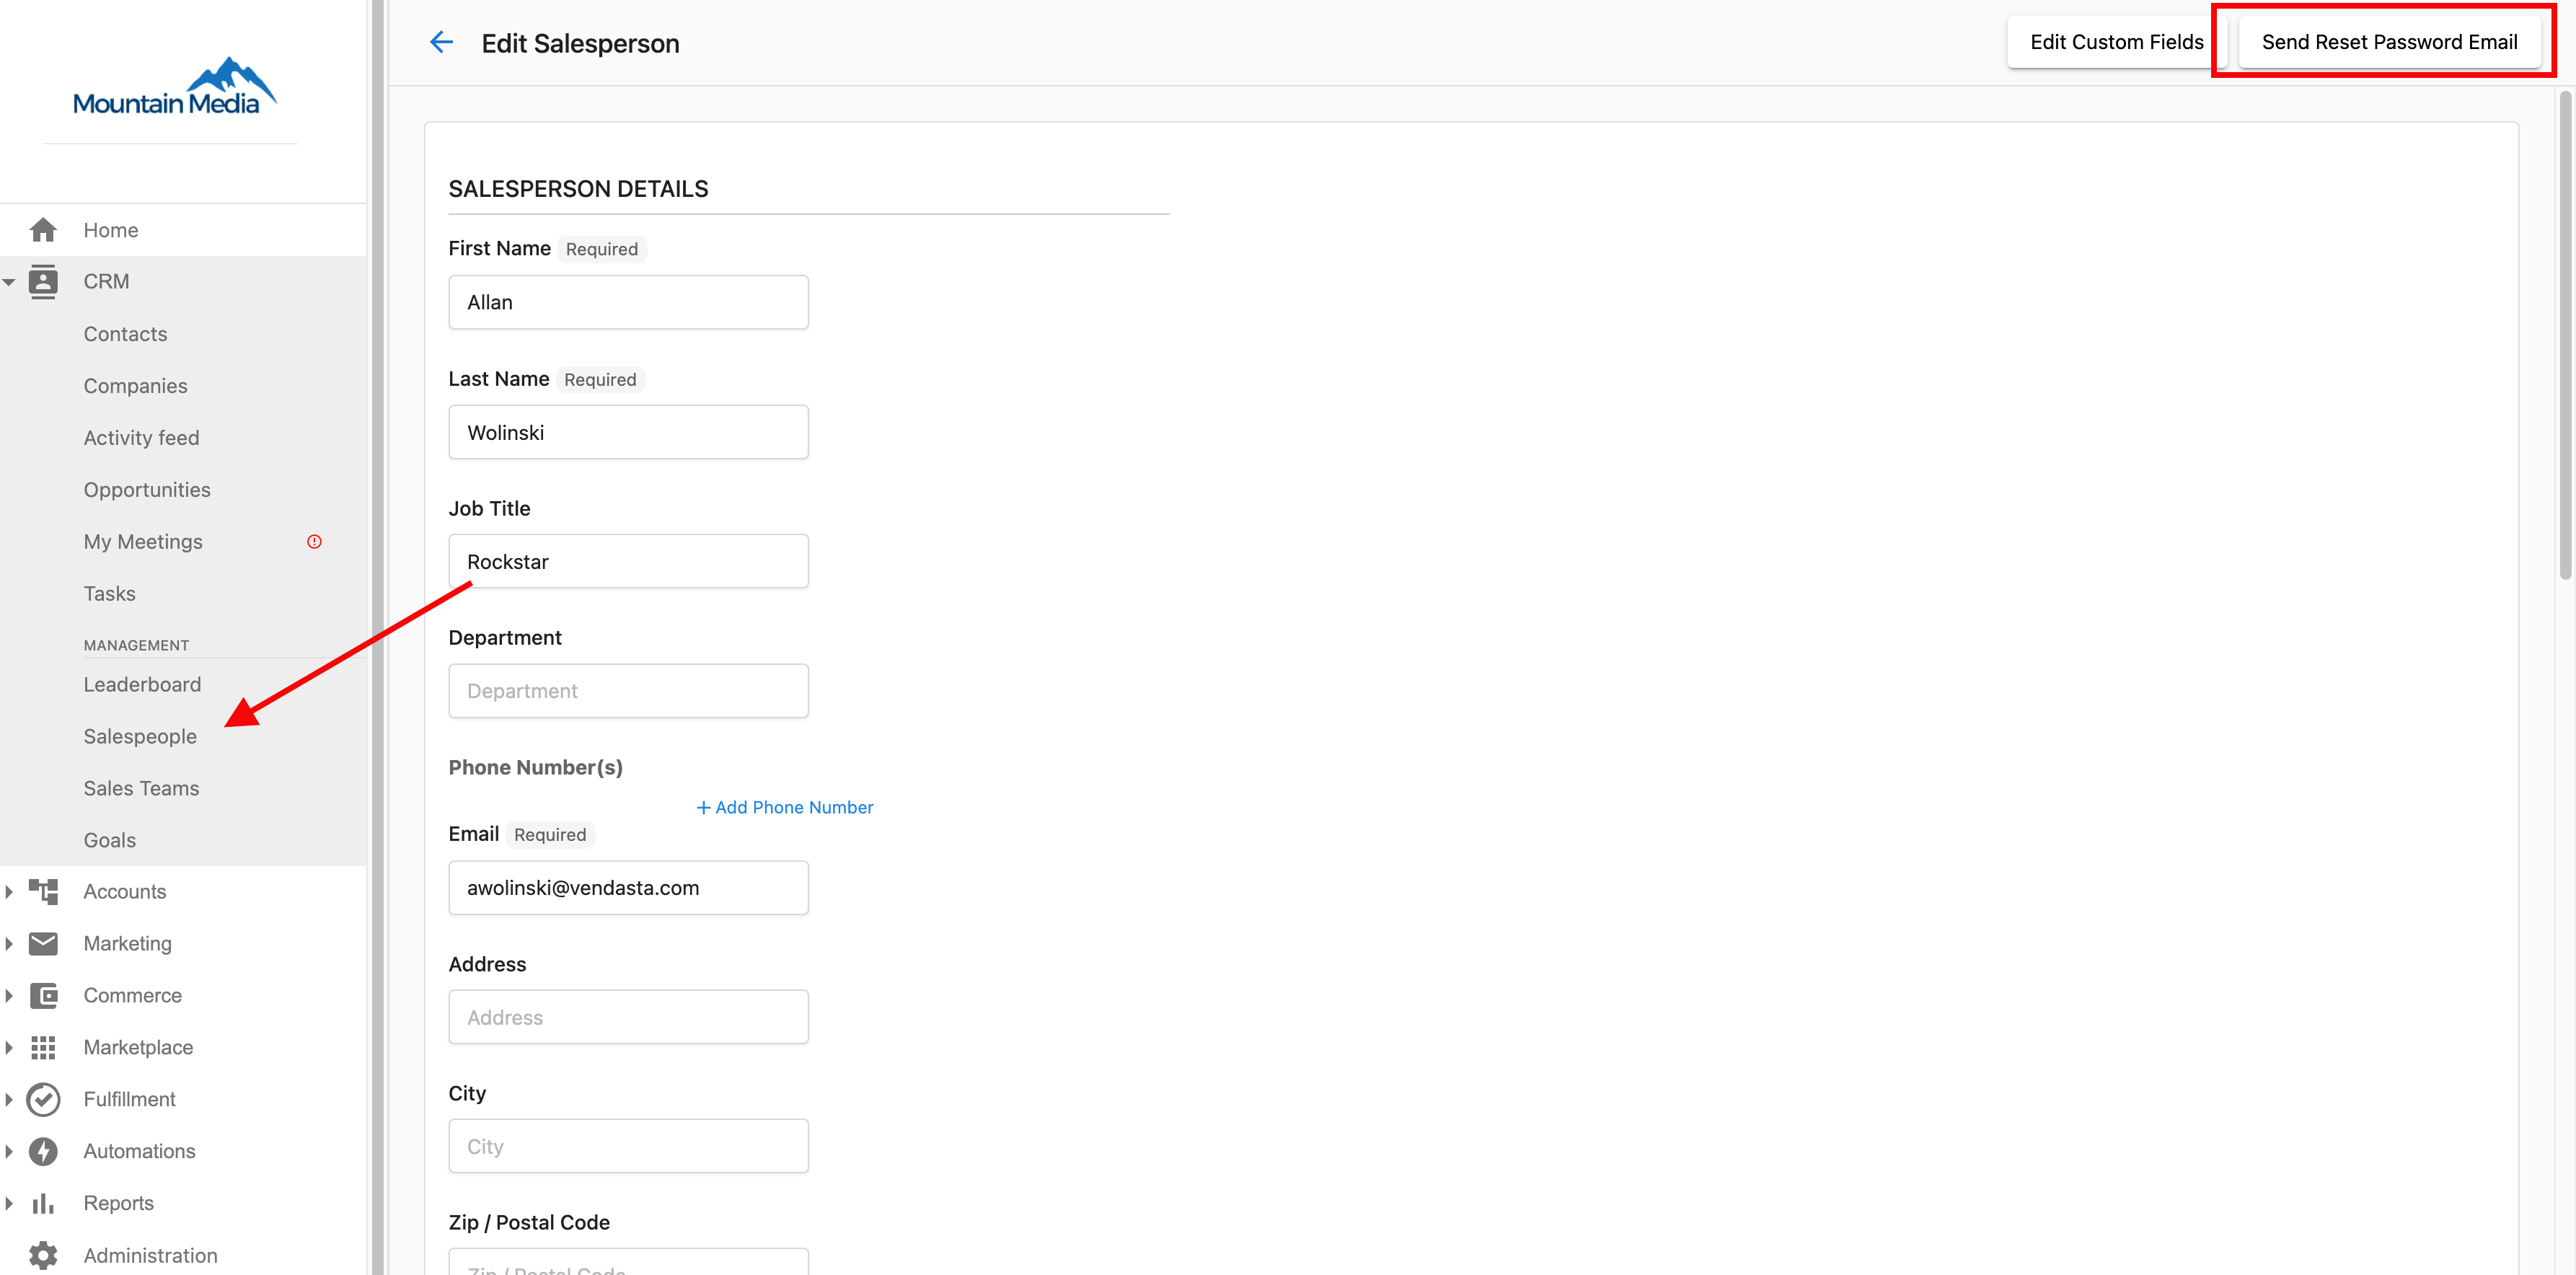 Mountain Media
Home
CRM
Contacts
Companies
Activity feed
Opportunities
My Meetings
Tasks
MANAGEMENT
Leaderboard
Salespeople
Sales Teams
Goals
Accounts
Marketing
Commerce
Marketplace
Fulfillment
Automations
Reports
Administration
Edit Salesperson
Edit Custom Fields
Send Reset Password Email
SALESPERSON DETAILS
First Name Required
Allan
Last Name Required
Wolinski
Job Title
Rockstar
Department
Department
Phone Number(s)
+ Add Phone Number
Email Required
awolinski@vendasta.com
Address
Address
City
City
Zip / Postal Code
Zip / Postal Code